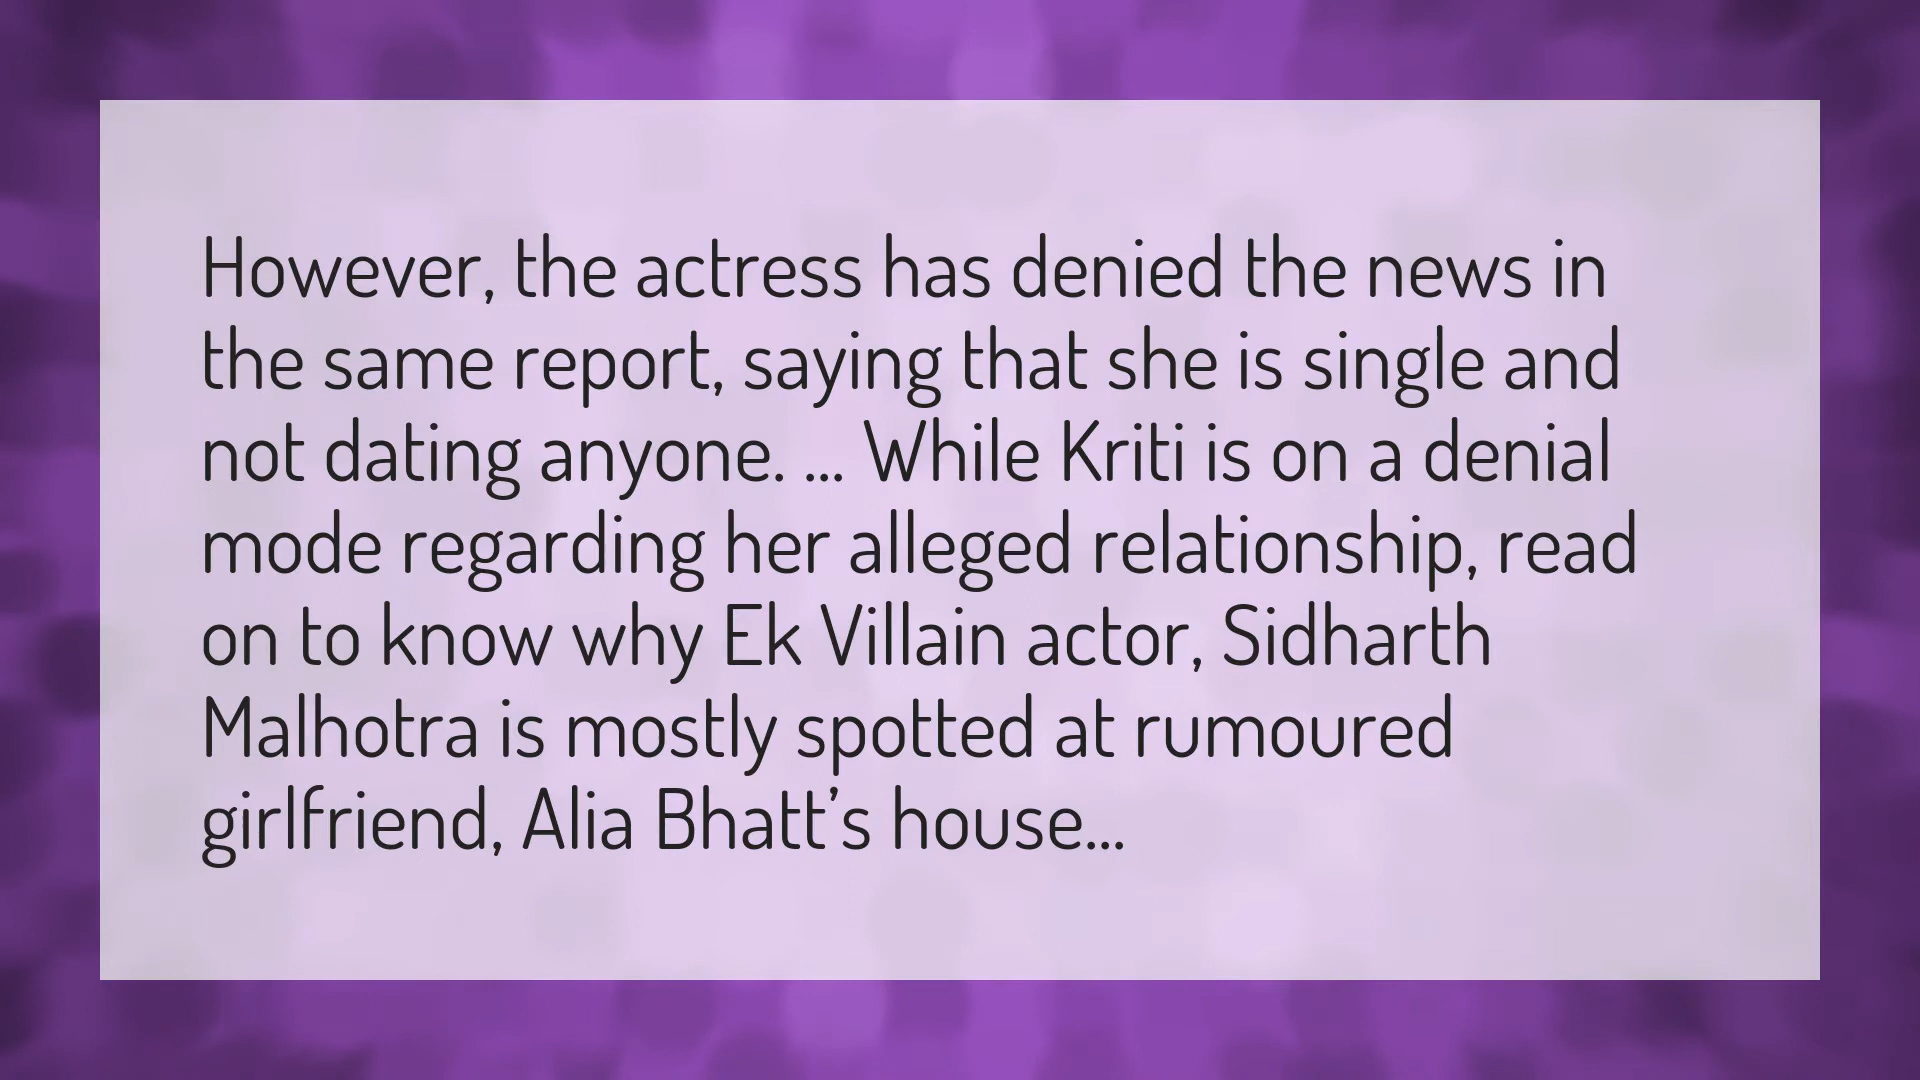 However, the actress has denied the news in
the same report, saying that she is single and
not dating anyone. ... While Kriti is on a denial
mode regarding her alleged relationship, read
on to know why Ek Villain actor, Sidharth
Malhotra is mostly spotted at rumoured
girlfriend, Alia Bhatt’s house...